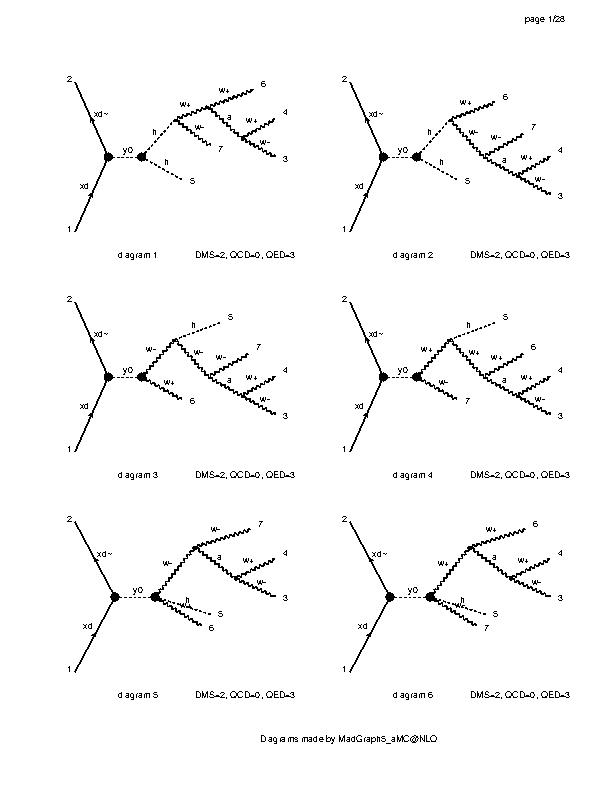 page 1/28
2 xd~ xd 1 y0 h h 5 w+ w- 7 w+ 6 a w+ 4 w- 3
diagram 1 DMS=2, QCD=0, QED=3
2 xd~ xd 1 y0 h h 5 w+ 6 w- w- 7 a w+ 4 w- 3
diagram 2 DMS=2, QCD=0, QED=3
2 xd~ xd 1 y0 w- w+ 6 h 5 w- w- 7 a w+ 4 w- 3
diagram 3 DMS=2, QCD=0, QED=3
2 xd~ xd 1 y0 w+ w- 7 h 5 w+ w+ 6 a w+ 4 w- 3
diagram 4 DMS=2, QCD=0, QED=3
2 xd~ xd 1 y0 w- w- 7 a w+ 4 w- 3 h 5 6
diagram 5 DMS=2, QCD=0, QED=3
2 xd~ xd 1 y0 w+ w+ 6 a w+ 4 w- 3 h 5 7
diagram 6 DMS=2, QCD=0, QED=3
Diagrams made by MadGraph5_aMC@NLO